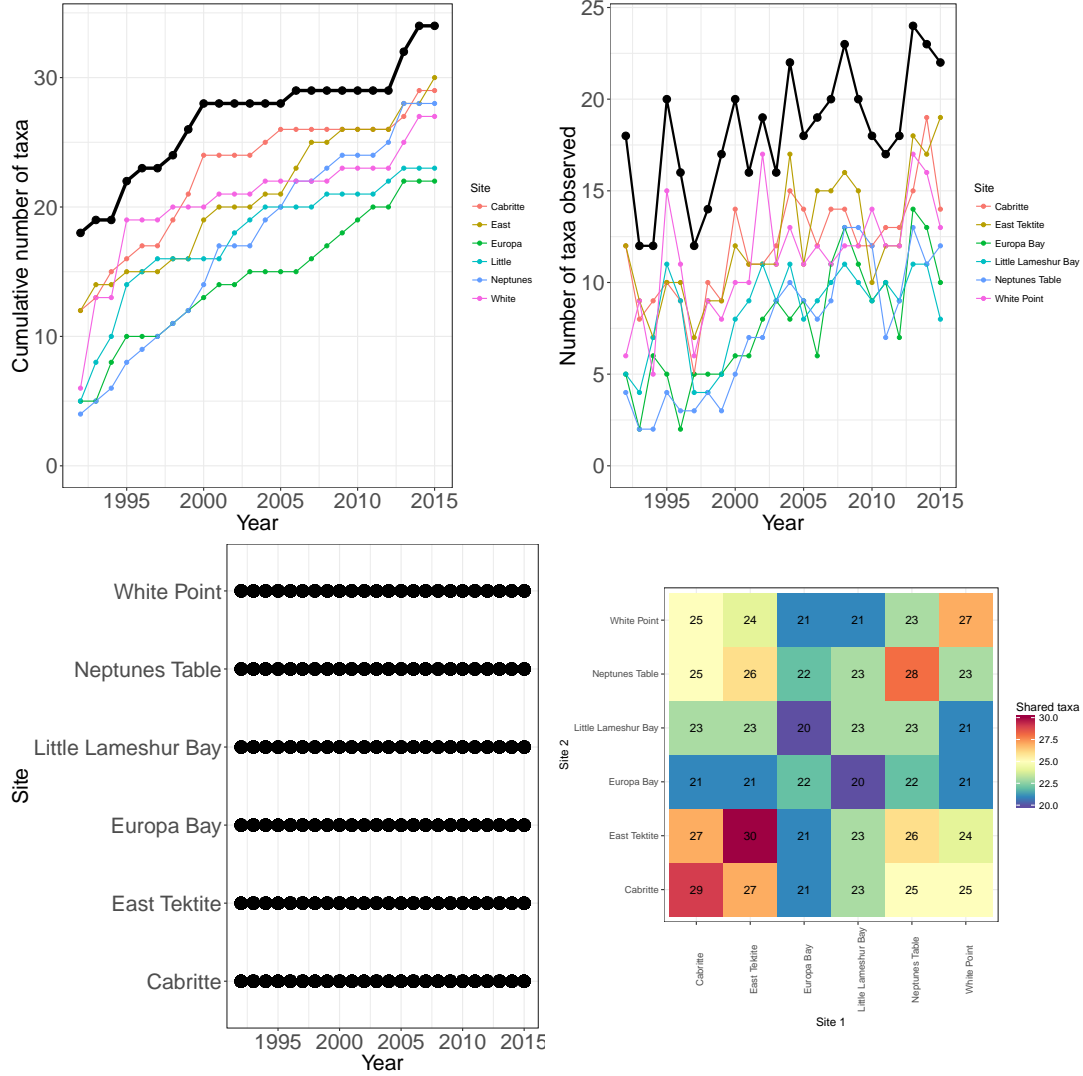 Cumulative number of taxa
30
20
10
0
1995 2000 2005 2010 2015
Year
Site
Cabritte
East
Europa
Little
Neptunes
White
Number of taxa observed
25
20
15
10
5
0
1995 2000 2005 2010 2015
Year
Site
Cabritte
East Tektite
Europa Bay
Little Lameshur Bay
Neptunes Table
White Point
Site
White Point
Neptunes Table
Little Lameshur Bay
Europa Bay
East Tektite
Cabritte
1995 2000 2005 2010 2015
Year
Site 2
White Point 25 24 21 21 23 27
Neptunes Table 25 26 22 23 28 23
Little Lameshur Bay 23 23 20 23 23 21
Europa Bay 21 21 22 20 22 21
East Tektite 27 30 21 23 26 24
Cabritte 29 27 21 23 25 25
Cabritte
East Tektite
Europa Bay
Little Lameshur Bay
Neptunes Table
White Point
Site 1
Shared taxa
30.0
27.5
25.0
22.5
20.0